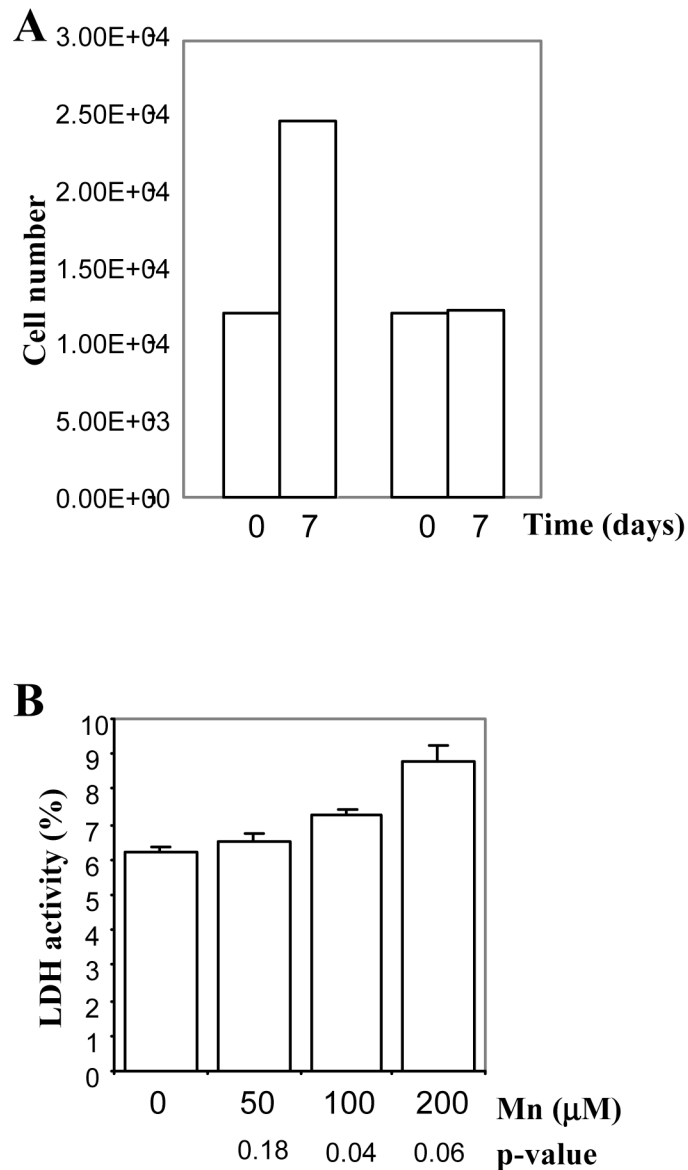 A
3.00E+04
2.50E+04
2.00E+04
1.50E+04
1.00E+04
5.00E+03
0.00E+00
Cell number
0 7 0 7 Time (days)
B
10
9
8
7
6
5
4
3
2
1
0
LDH activity (%)
0 50 100 200 Mn (μM)
0.18 0.04 0.06 p-value